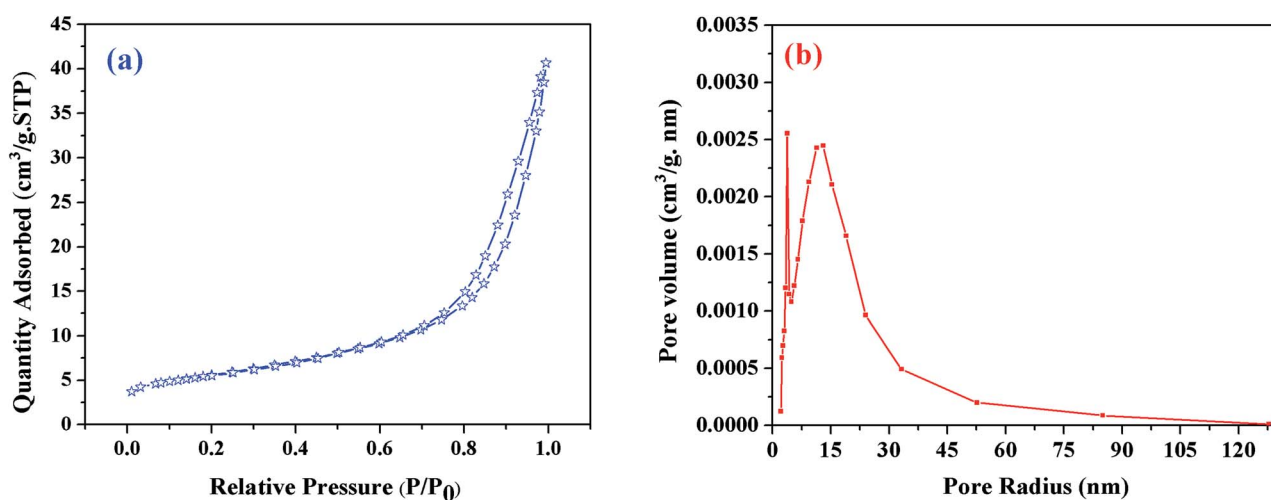 (a)
45
40
35
30
25
20
15
10
5
0
0.0 0.2 0.4 0.6 0.8 1.0
Quantity Adsorbed (cm³/g.STP)
Relative Pressure (P/P₀)
(b)
0.0035
0.0030
0.0025
0.0020
0.0015
0.0010
0.0005
0.0000
0 15 30 45 60 75 90 105 120
Pore volume (cm³/g. nm)
Pore Radius (nm)